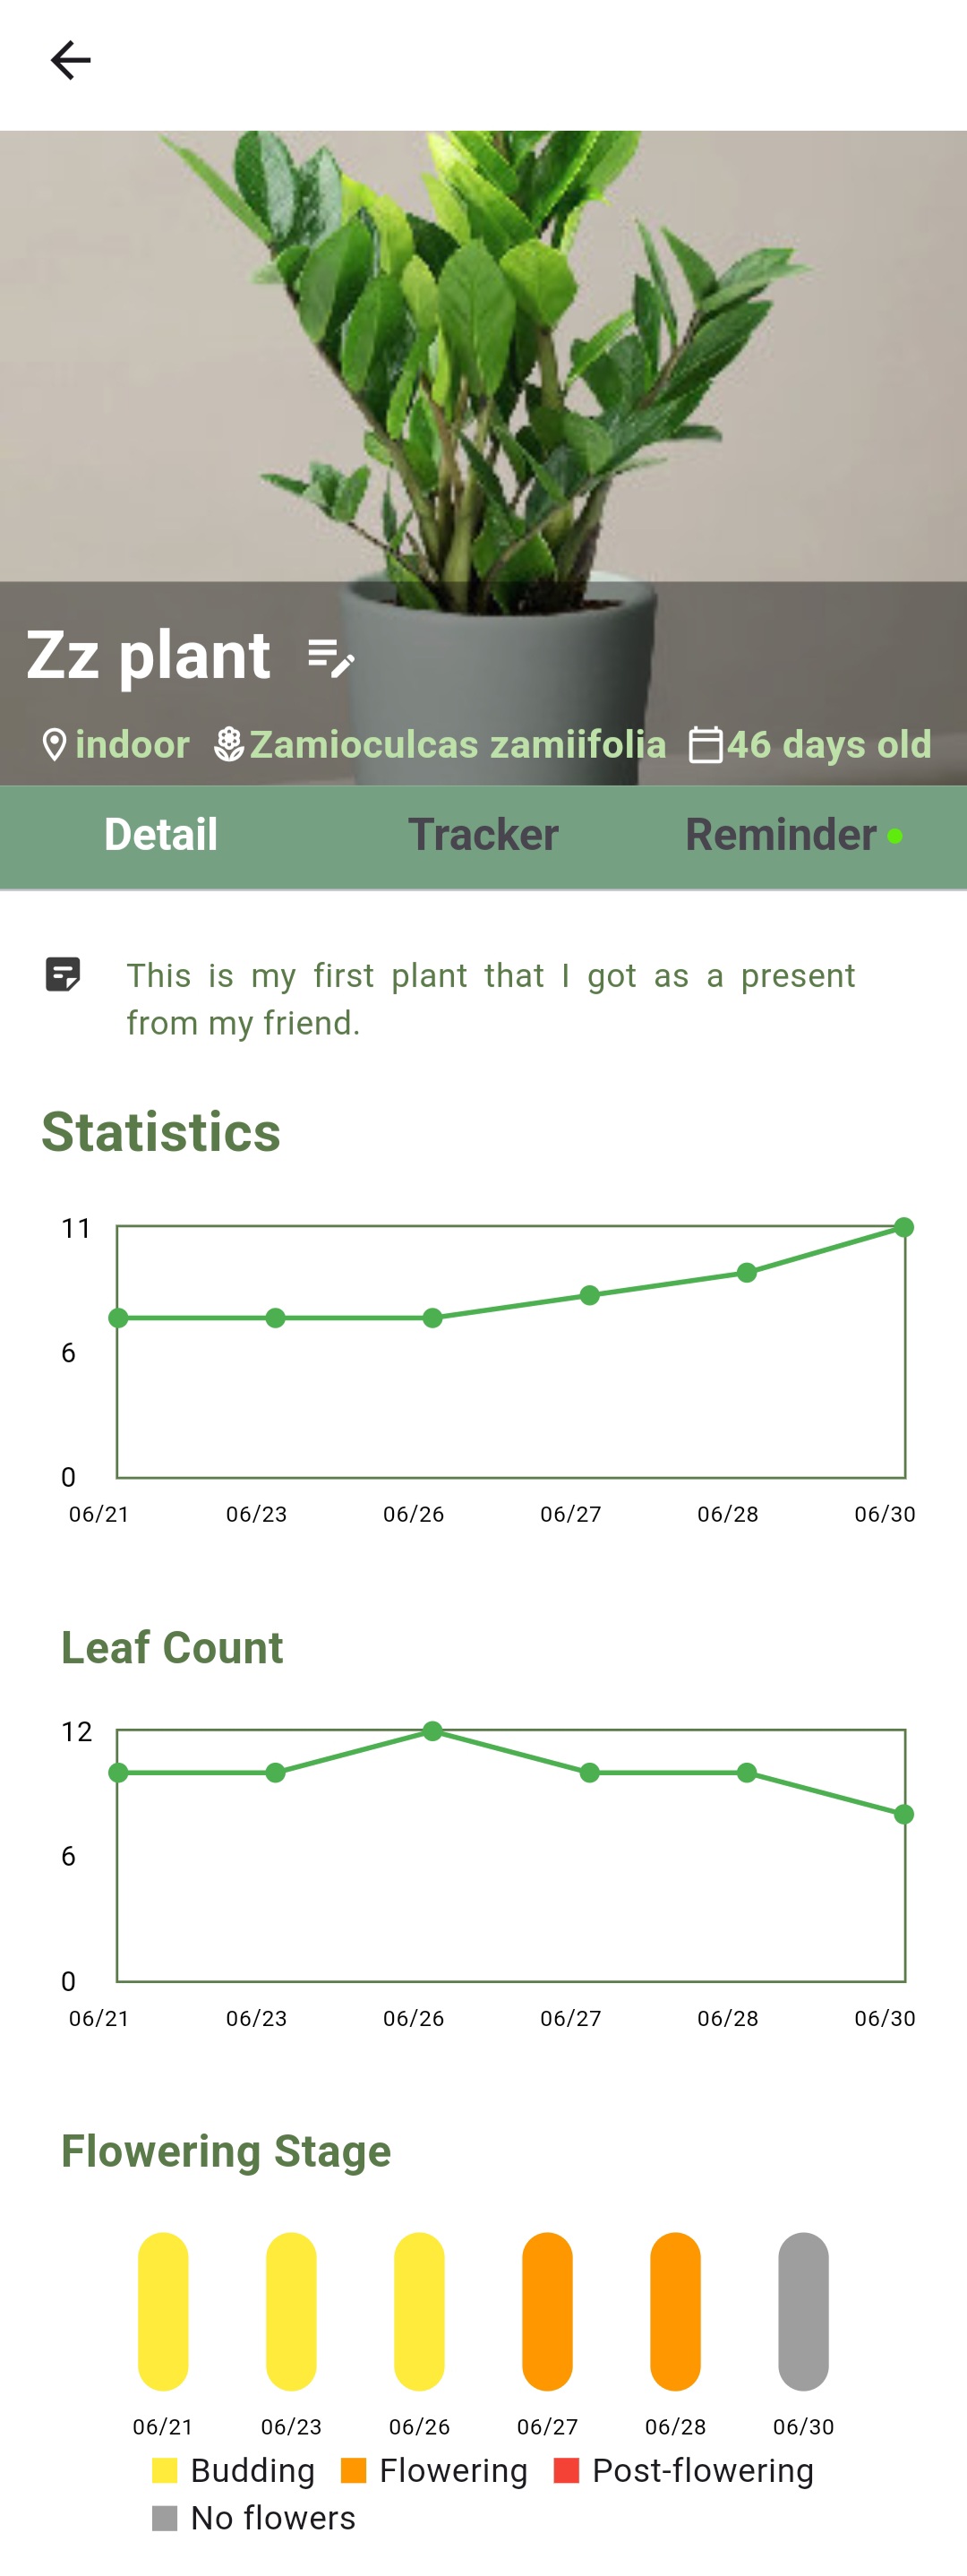 Zz plant
indoor Zamioculcas zamiifolia 46 days old
Detail Tracker Reminder
This is my first plant that I got as a present
from my friend.
Statistics
11
6
0
06/21 06/23 06/26 06/27 06/28 06/30
Leaf Count
12
6
0
06/21 06/23 06/26 06/27 06/28 06/30
Flowering Stage
06/21 06/23 06/26 06/27 06/28 06/30
Budding Flowering Post-flowering
No flowers